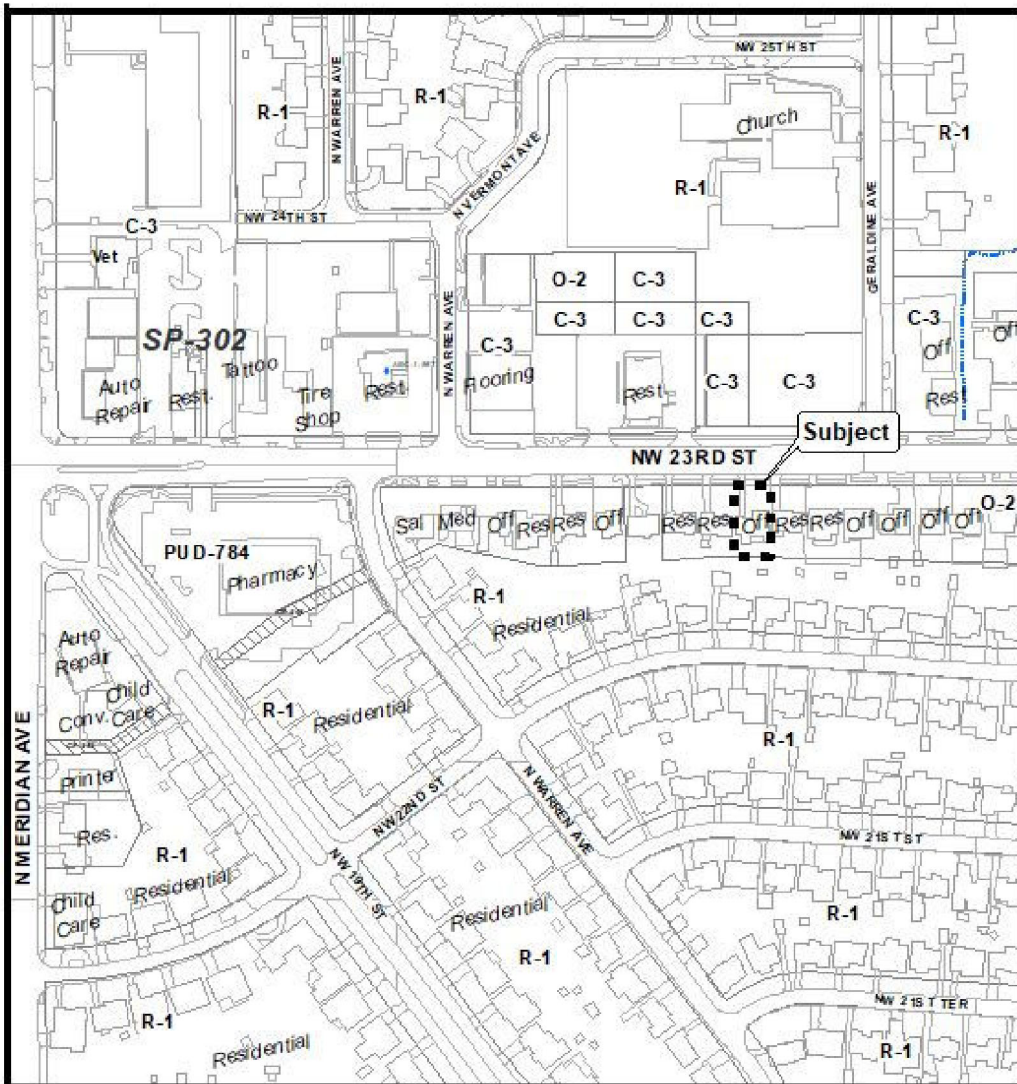 NW 25TH ST
R-1
N WARREN AVE
R-1
Church
R-1
N VERMONT AVE
R-1
GERALDINE AVE
NW 24TH ST
C-3
Vet
O-2
C-3
C-3
C-3
C-3
C-3
Off
Off
SP-302
N WARREN AVE
C-3
Flooring
Auto
Repair
Rest.
Tattoo
Tire
Shop
Rest.
Rest.
C-3
C-3
Res
Subject
NW 23RD ST
Sal
Med
Off
Res
Res
Off
Res
Res
Off
Res
Res
Off
Off
Off
Off
O-2
PUD-784
Pharmacy
R-1
Residential
Auto
Repair
Child
Care
Conv.
R-1
Residential
R-1
N MERIDIAN AVE
Printer
Res.
NW 22ND ST
N WARREN AVE
NW 21ST ST
R-1
Residential
NW 19TH ST
Child
Care
Residential
R-1
R-1
NW 21ST TER
R-1
Residential
R-1